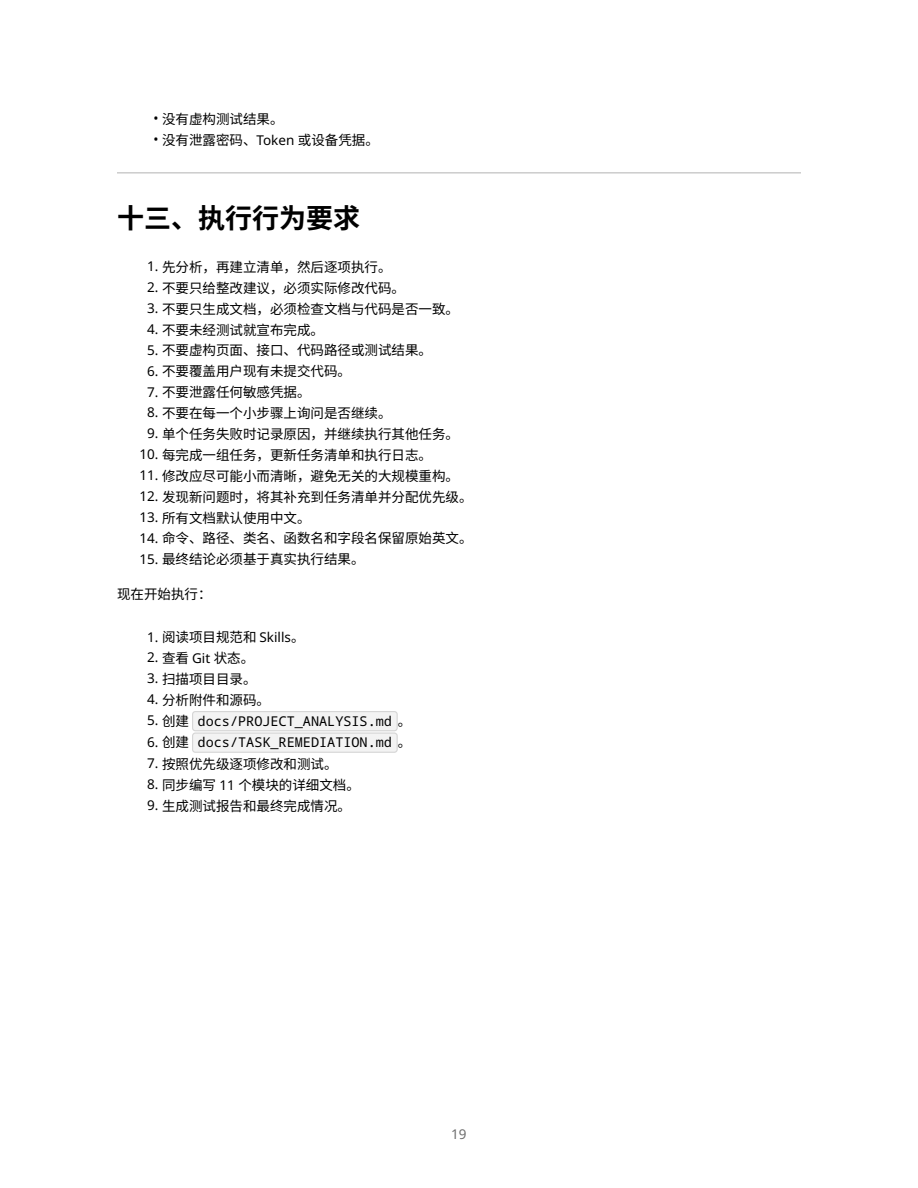 • 没有虚构测试结果。
• 没有泄露密码、Token 或设备凭据。
十三、执行行为要求
1. 先分析，再建立清单，然后逐项执行。
2. 不要只给整改建议，必须实际修改代码。
3. 不要只生成文档，必须检查文档与代码是否一致。
4. 不要未经测试就宣布完成。
5. 不要虚构页面、接口、代码路径或测试结果。
6. 不要覆盖用户现有未提交代码。
7. 不要泄露任何敏感凭据。
8. 不要在每一个小步骤上询问是否继续。
9. 单个任务失败时记录原因，并继续执行其他任务。
10. 每完成一组任务，更新任务清单和执行日志。
11. 修改应尽可能小而清晰，避免无关的大规模重构。
12. 发现新问题时，将其补充到任务清单并分配优先级。
13. 所有文档默认使用中文。
14. 命令、路径、类名、函数名和字段名保留原始英文。
15. 最终结论必须基于真实执行结果。
现在开始执行：
1. 阅读项目规范和 Skills。
2. 查看 Git 状态。
3. 扫描项目目录。
4. 分析附件和源码。
5. 创建 docs/PROJECT_ANALYSIS.md 。
6. 创建 docs/TASK_REMEDIATION.md 。
7. 按照优先级逐项修改和测试。
8. 同步编写 11 个模块的详细文档。
9. 生成测试报告和最终完成情况。
19